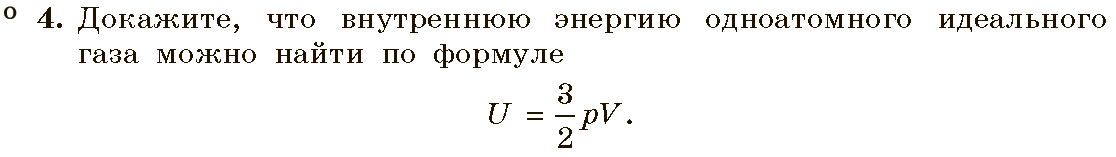 ° 4. Докажите, что внутреннюю энергию одноатомного идеального
газа можно найти по формуле
U = 3/2 pV.